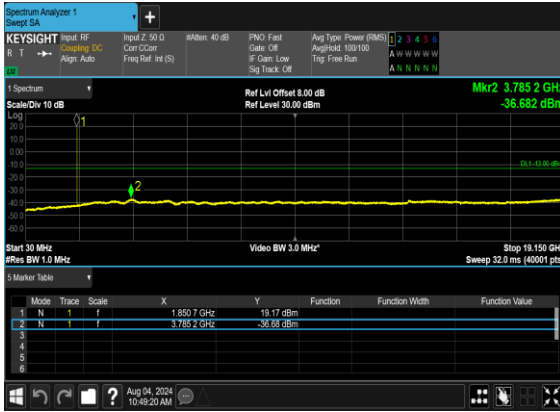 Spectrum Analyzer 1
Swept SA
+
KEYSIGHT Input: RF Input Z: 50 Ω #Atten: 40 dB PNO: Fast Avg Type: Power (RMS) 1 2 3 4 5 6
R T Coupling: DC Corr CCorr Gate: Off Avg|Hold: 100/100 A W W W W W
Align: Auto Freq Ref: Int (S) IF Gain: Low Trig: Free Run
Sig Track: Off A N N N N N
1 Spectrum Ref Lvl Offset 8.00 dB Mkr2 3.785 2 GHz
Scale/Div 10 dB Ref Level 30.00 dBm -36.682 dBm
Log
20.0
10.0
0.00
-10.0
DL1 -13.00 dBm
-20.0
-30.0
-40.0
-50.0
-60.0
1
2
Start 30 MHz Video BW 3.0 MHz* Stop 19.150 GHz
#Res BW 1.0 MHz Sweep 32.0 ms (40001 pts)
5 Marker Table
Mode Trace Scale X Y Function Function Width Function Value
1 N 1 f 1.850 7 GHz 19.17 dBm
2 N 1 f 3.785 2 GHz -36.68 dBm
3
4
5
6
? Aug 04, 2024
10:49:20 AM